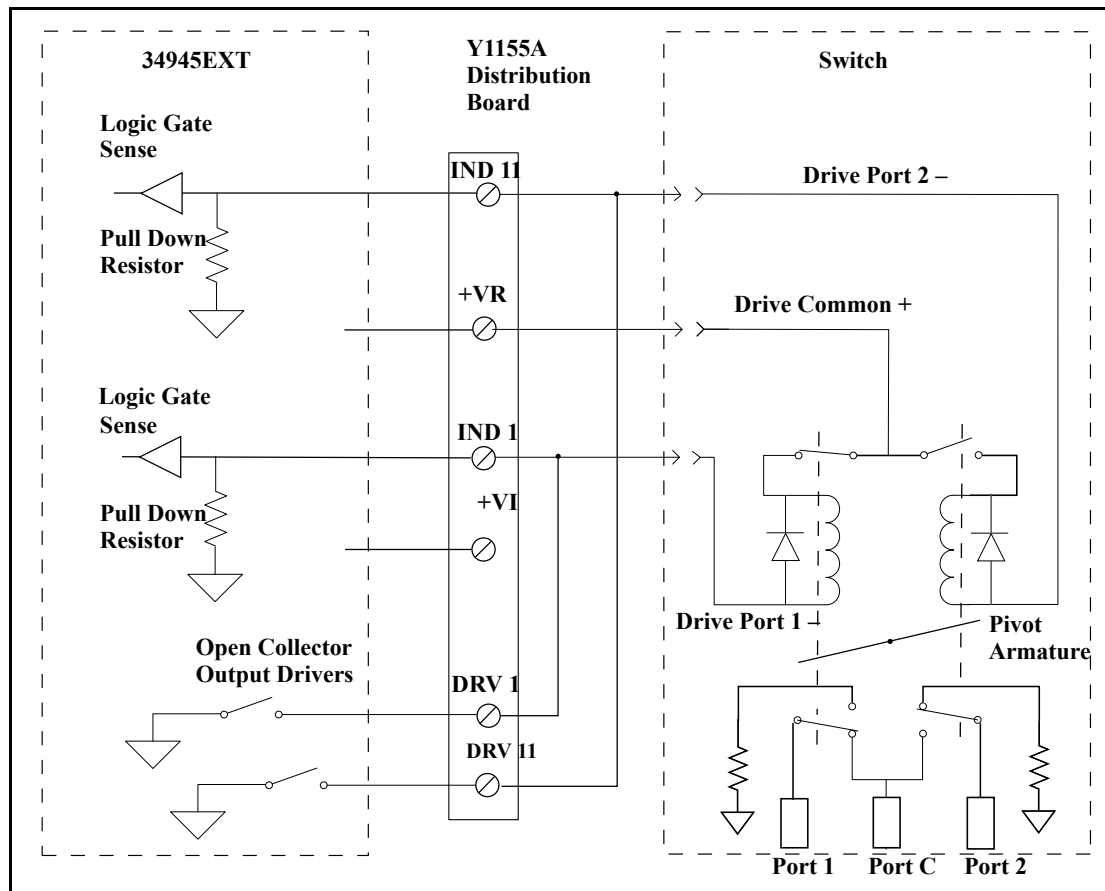 34945EXT
Y1155A
Distribution
Board
Switch
Logic Gate
Sense
IND 11
Drive Port 2 –
Pull Down
Resistor
+VR
Drive Common +
Logic Gate
Sense
IND 1
+VI
Pull Down
Resistor
Drive Port 1 –
Pivot
Armature
Open Collector
Output Drivers
DRV 1
DRV 11
Port 1
Port C
Port 2